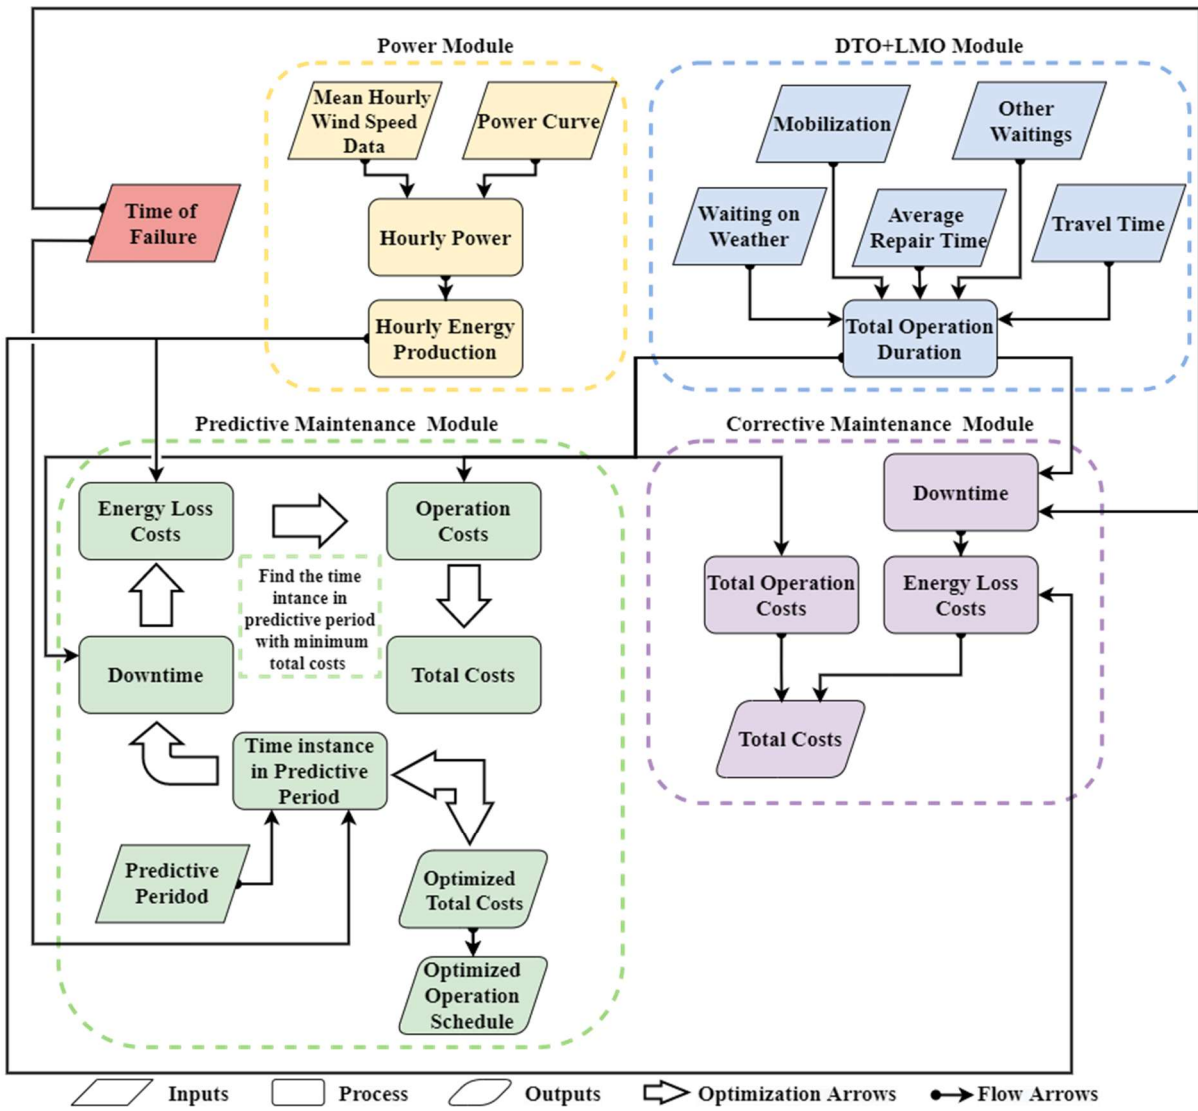 Power Module
DTO+LMO Module
Mean Hourly
Wind Speed
Data
Power Curve
Mobilization
Other
Waitings
Time of
Failure
Hourly Power
Waiting on
Weather
Average
Repair Time
Travel Time
Hourly Energy
Production
Total Operation
Duration
Predictive Maintenance Module
Corrective Maintenance Module
Energy Loss
Costs
Operation
Costs
Downtime
Find the time
intance in
predictive period
with minimum
total costs
Total Operation
Costs
Energy Loss
Costs
Downtime
Total Costs
Total Costs
Time instance
in Predictive
Period
Predictive
Peridod
Optimized
Total Costs
Optimized
Operation
Schedule
Inputs
Process
Outputs
Optimization Arrows
Flow Arrows